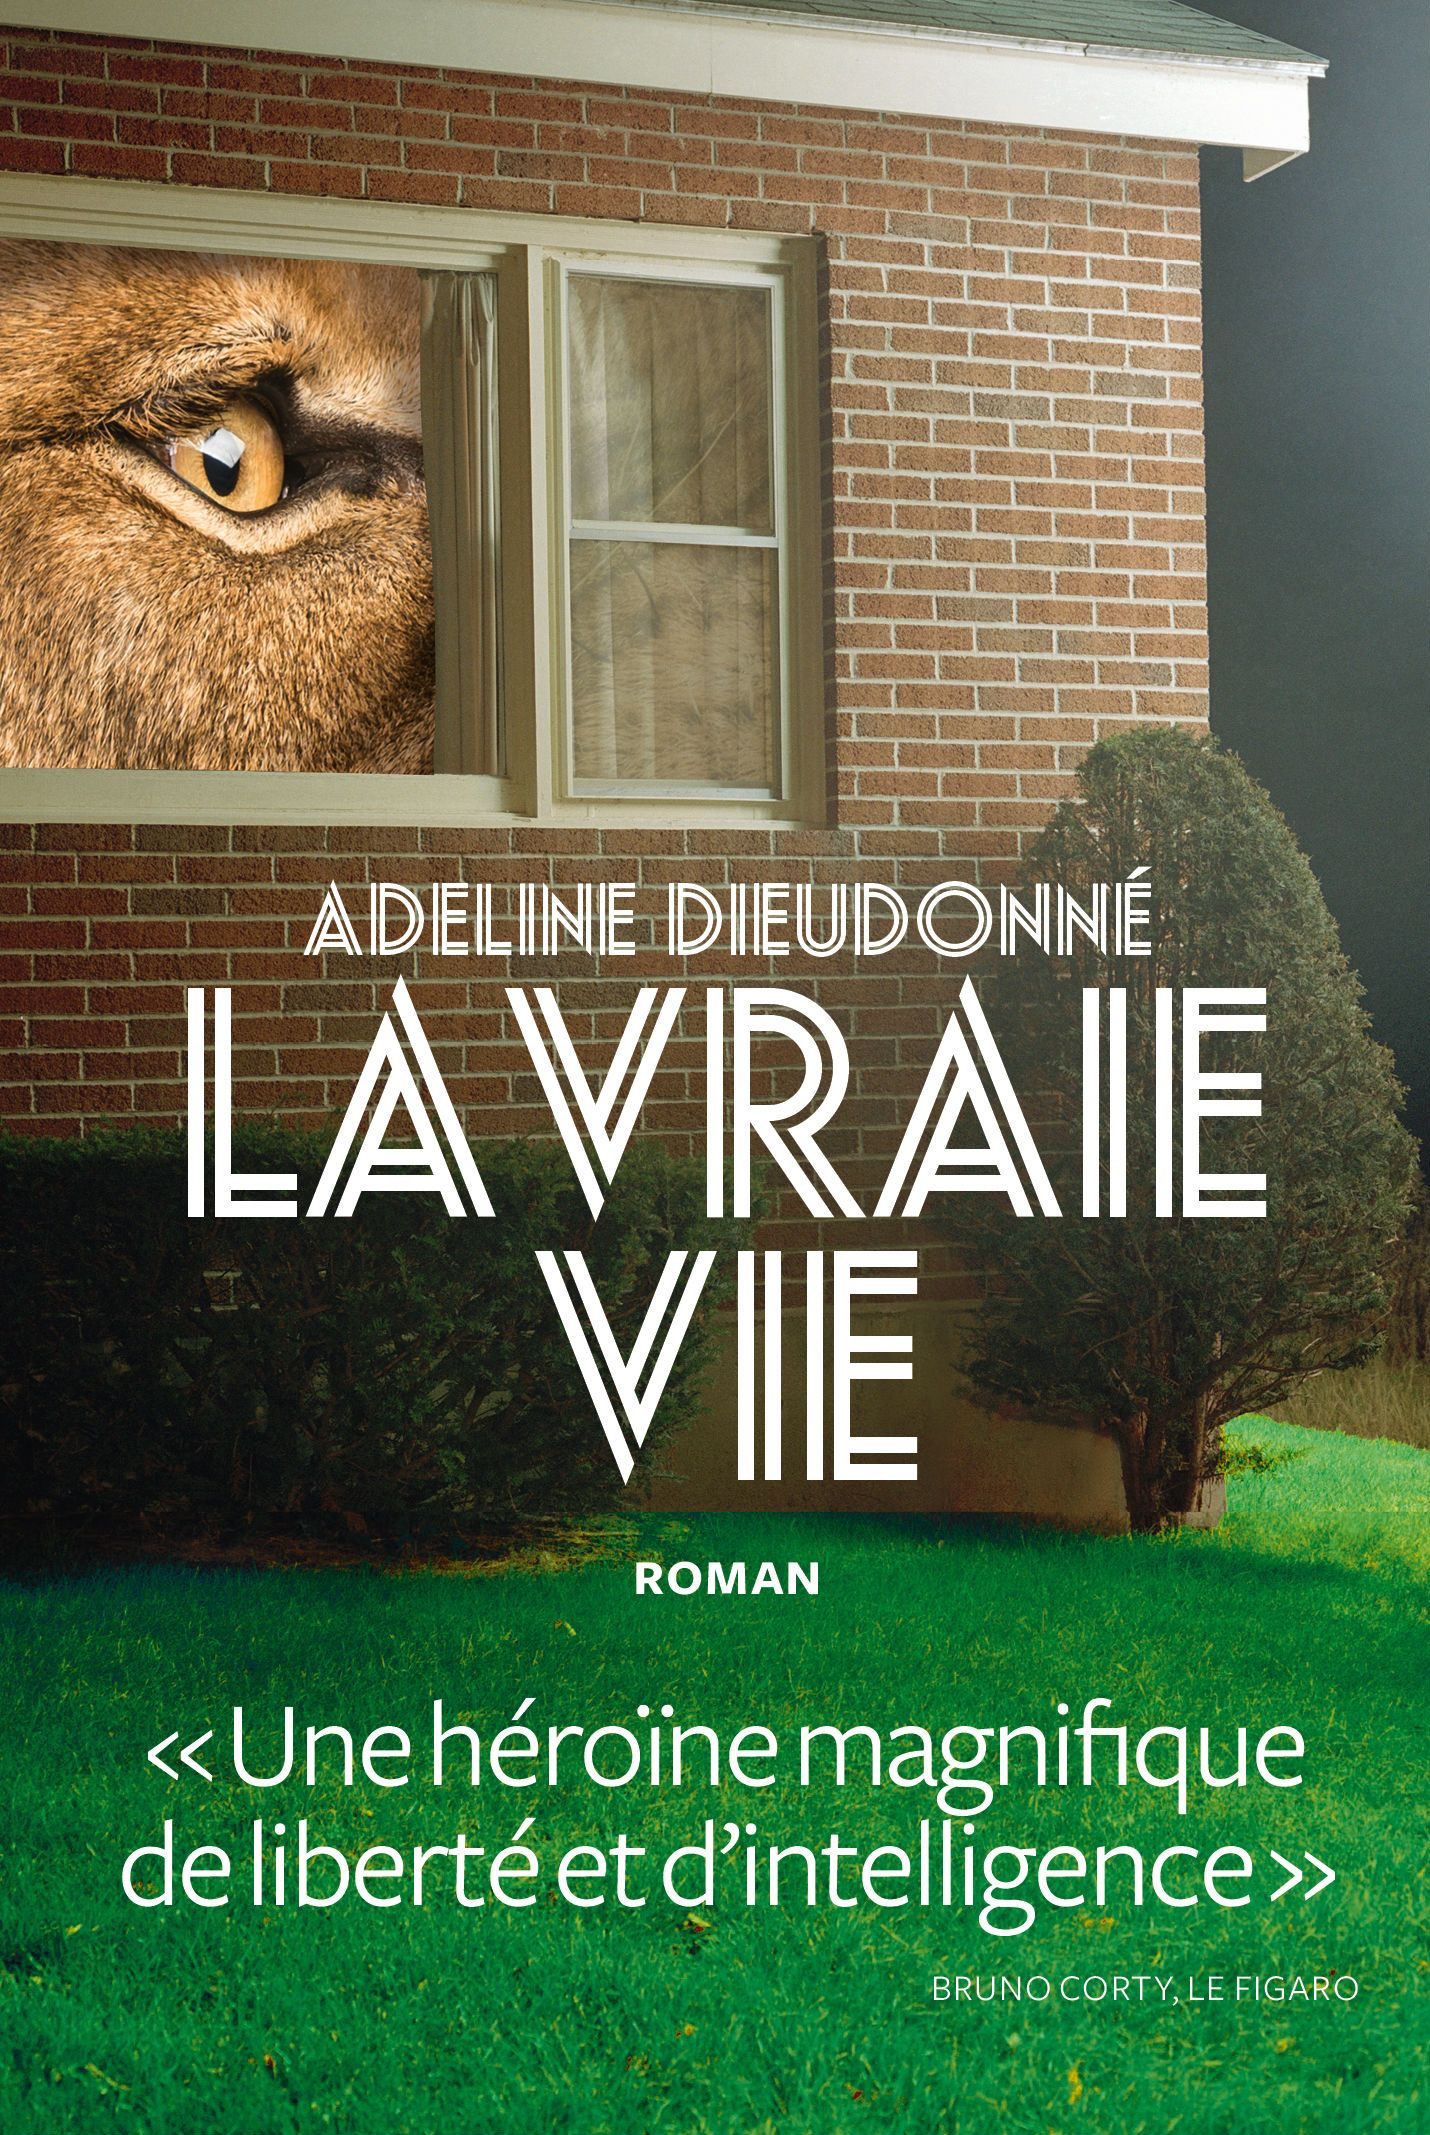 ADELINE DIEUDONNÉ
LA VRAIE
VIE
ROMAN
« Une héroïne magnifique
de liberté et d’intelligence »
BRUNO CORTY, LE FIGARO